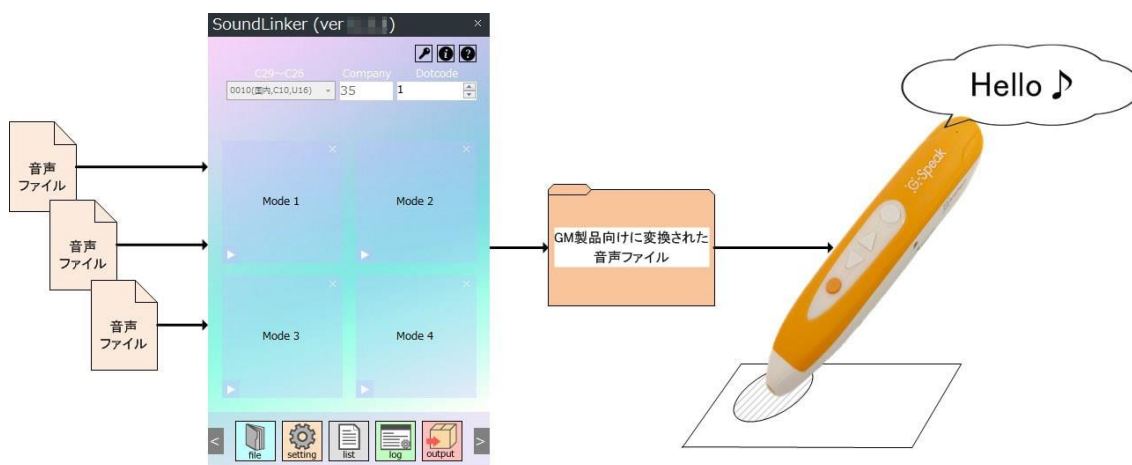 SoundLinker (ver
)
×
C29~C26
Company
Dotcode
0010(国内,C10,U16)
35
1
音声
ファイル
音声
ファイル
音声
ファイル
Mode 1
Mode 2
Mode 3
Mode 4
file
setting
list
log
output
<
>
GM製品向けに変換された
音声ファイル
G-Speak
Hello ♪